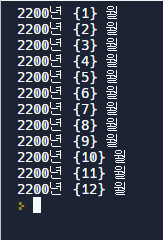 2200년 {1} 월
2200년 {2} 월
2200년 {3} 월
2200년 {4} 월
2200년 {5} 월
2200년 {6} 월
2200년 {7} 월
2200년 {8} 월
2200년 {9} 월
2200년 {10} 월
2200년 {11} 월
2200년 {12} 월
>